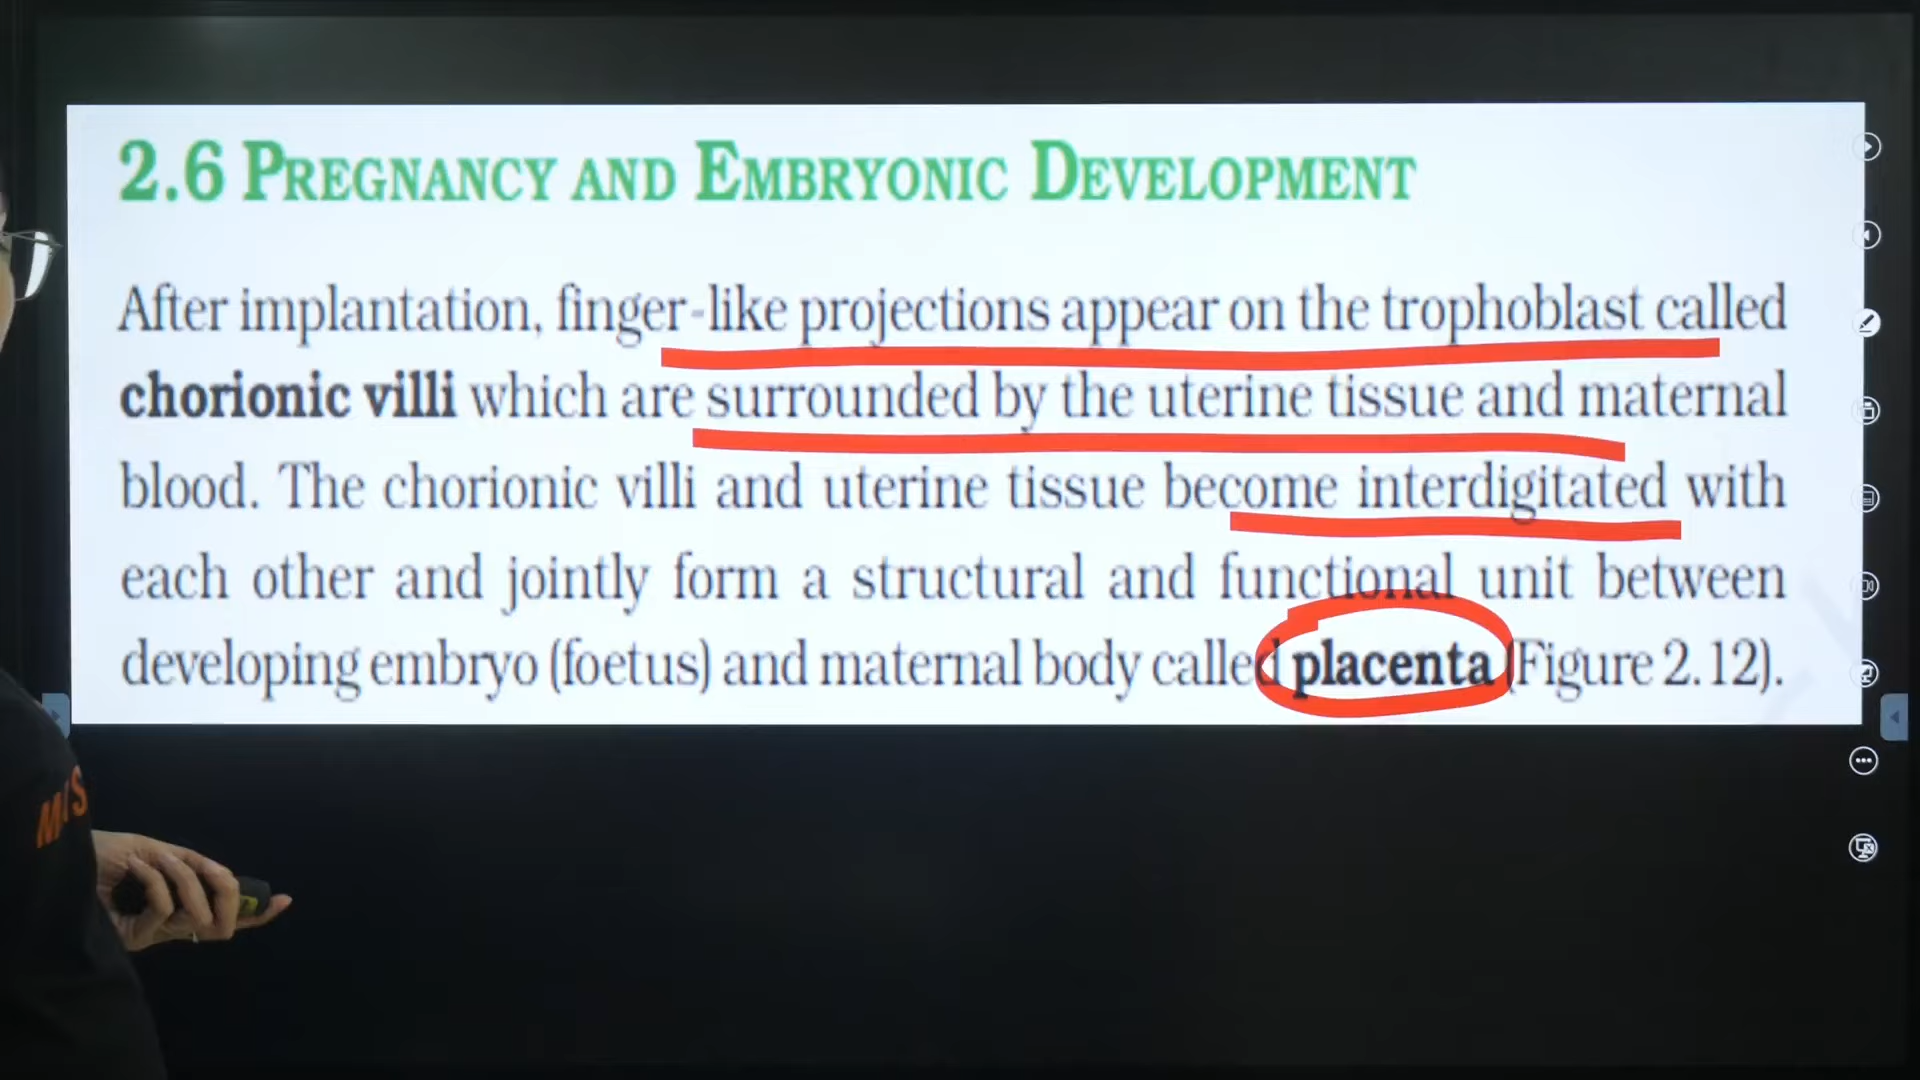 2.6 PREGNANCY AND EMBRYONIC DEVELOPMENT
After implantation, finger-like projections appear on the trophoblast called
chorionic villi which are surrounded by the uterine tissue and maternal
blood. The chorionic villi and uterine tissue become interdigitated with
each other and jointly form a structural and functional unit between
developing embryo (foetus) and maternal body called placenta (Figure 2.12).